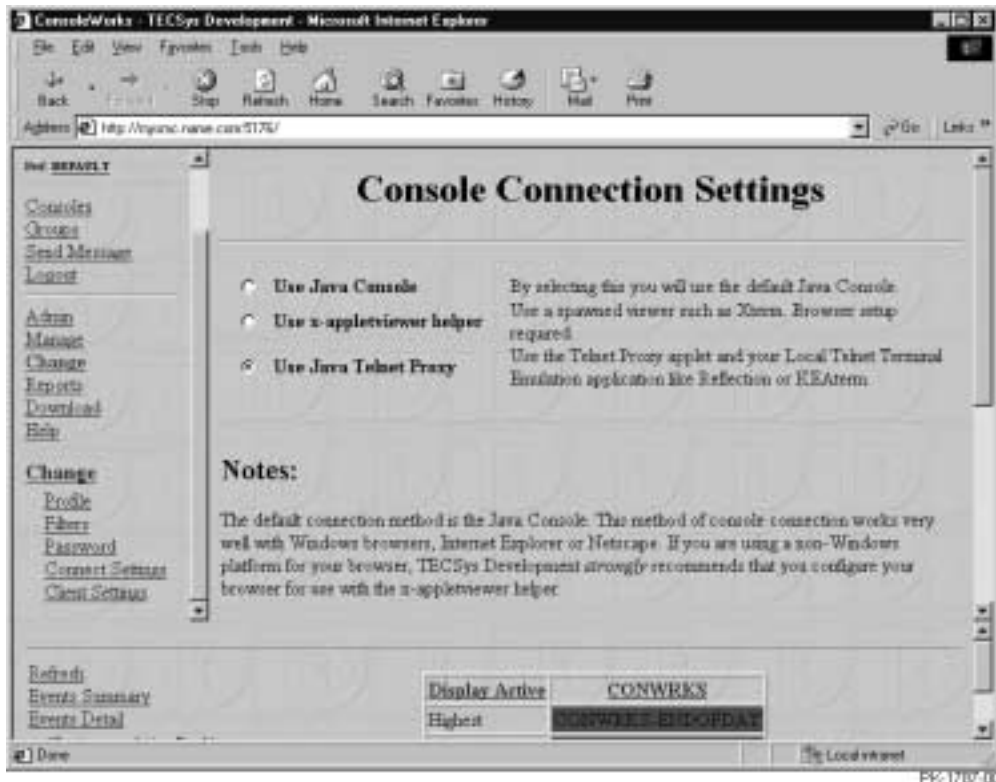 ConsoleWorks - TECSys Development - Microsoft Internet Explorer
File Edit View Favorites Tools Help
Back Forward Stop Refresh Home Search Favorites History Mail Print
Address http://mysmc.name.com:5176/ Go Links »
DEFAULT
Consoles
Groups
Send Message
Logout
Admin
Manage
Change
Reports
Download
Help
Change
Profile
Filters
Password
Connect Settings
Client Settings
Console Connection Settings
Use Java Console By selecting this you will use the default Java Console.
Use x-appletviewer helper Use a spawned viewer such as Xterm. Browser setup
required.
Use Java Telnet Proxy Use the Telnet Proxy applet and your Local Telnet Terminal
Emulation application like Reflection or KEAterm.
Notes:
The default connection method is the Java Console. This method of console connection works very
well with Windows browsers, Internet Explorer or Netscape. If you are using a non-Windows
platform for your browser, TECSys Development strongly recommends that you configure your
browser for use with the x-appletviewer helper.
Refresh
Events Summary
Events Detail
Display Active CONWRKS
Highest CONWRKS-ENDOFDAY
Done Local intranet